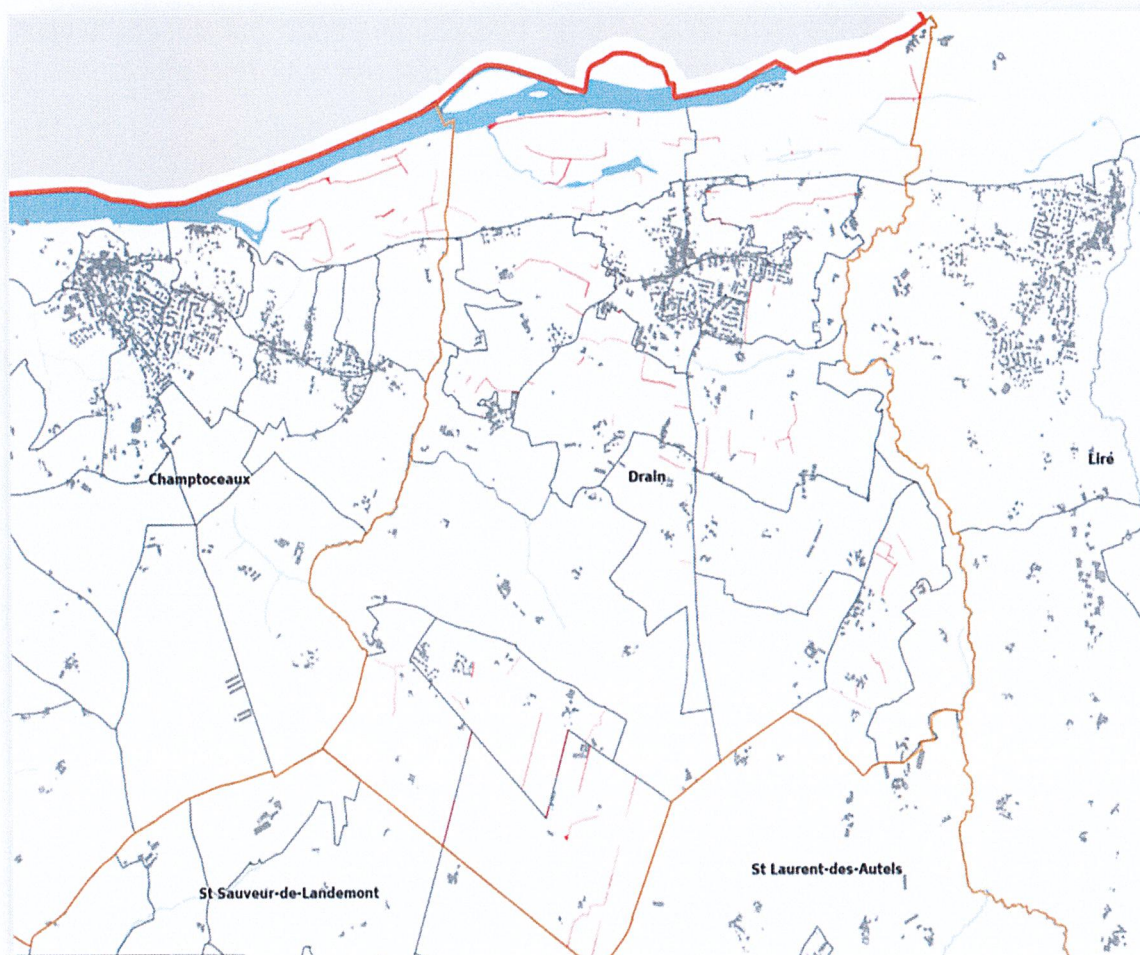 Champtoceaux
Drain
Liré
St Sauveur-de-Landemont
St Laurent-des-Autels